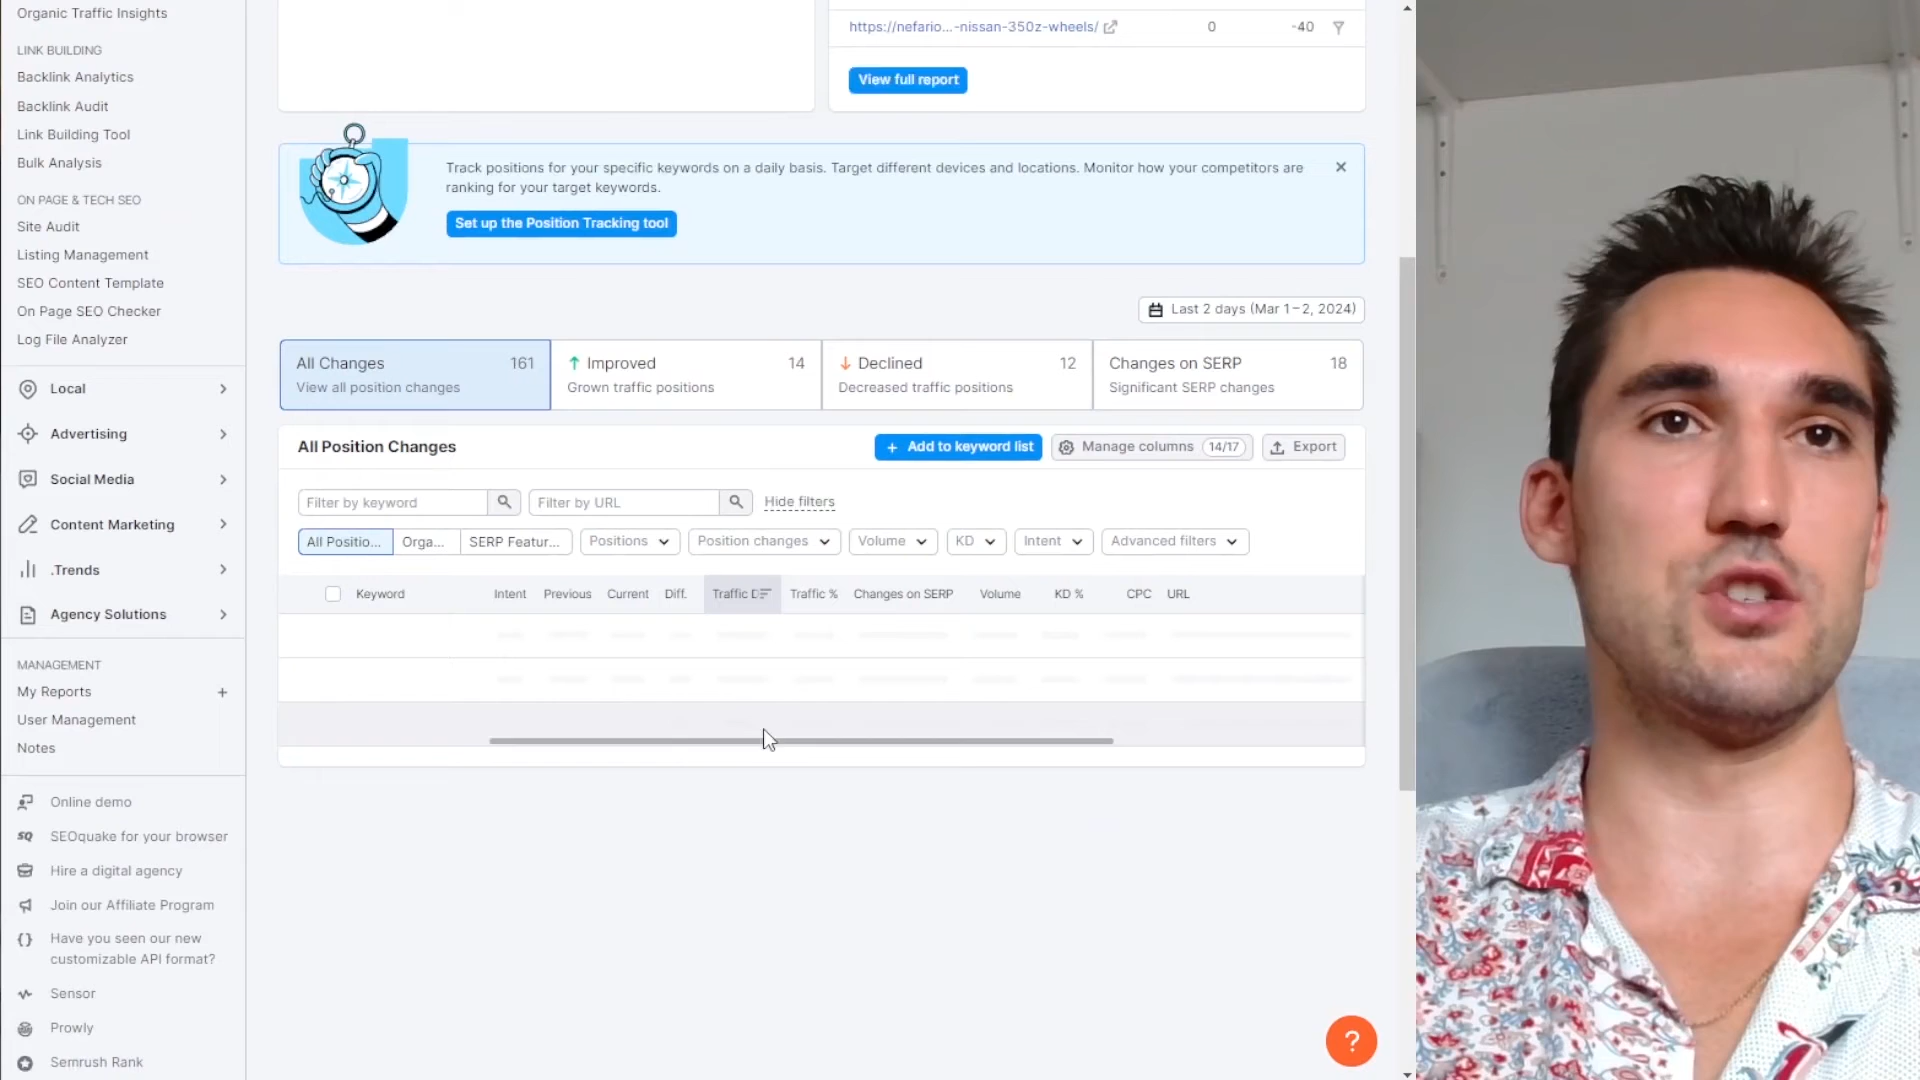 Organic Traffic Insights
LINK BUILDING
Backlink Analytics
Backlink Audit
Link Building Tool
Bulk Analysis
ON PAGE & TECH SEO
Site Audit
Listing Management
SEO Content Template
On Page SEO Checker
Log File Analyzer
Local
Advertising
Social Media
Content Marketing
.Trends
Agency Solutions
MANAGEMENT
My Reports +
User Management
Notes
Online demo
SEOquake for your browser
Hire a digital agency
Join our Affiliate Program
Have you seen our new
customizable API format?
Sensor
Prowly
Semrush Rank
https://nefario...-nissan-350z-wheels/ 0 -40
View full report
Track positions for your specific keywords on a daily basis. Target different devices and locations. Monitor how your competitors are
ranking for your target keywords.
Set up the Position Tracking tool
Last 2 days (Mar 1–2, 2024)
All Changes 161
View all position changes
Improved 14
Grown traffic positions
Declined 12
Decreased traffic positions
Changes on SERP 18
Significant SERP changes
All Position Changes
+ Add to keyword list
Manage columns 14/17
Export
Filter by keyword
Filter by URL
Hide filters
All Positio... Orga... SERP Featur... Positions Position changes Volume KD Intent Advanced filters
Keyword Intent Previous Current Diff. Traffic D Traffic % Changes on SERP Volume KD % CPC URL
?